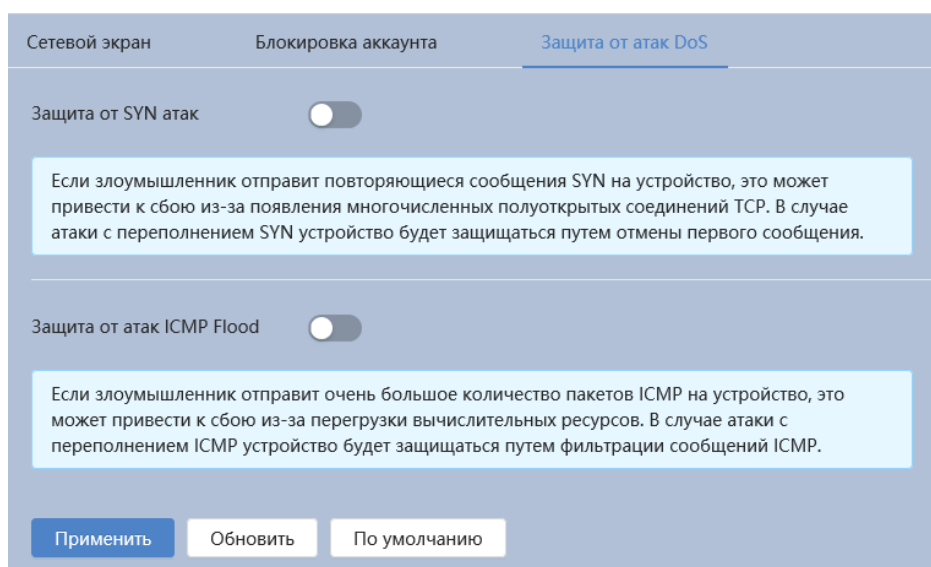 Сетевой экран Блокировка аккаунта Защита от атак DoS
Защита от SYN атак
Если злоумышленник отправит повторяющиеся сообщения SYN на устройство, это может
привести к сбою из-за появления многочисленных полуоткрытых соединений TCP. В случае
атаки с переполнением SYN устройство будет защищаться путем отмены первого сообщения.
Защита от атак ICMP Flood
Если злоумышленник отправит очень большое количество пакетов ICMP на устройство, это
может привести к сбою из-за перегрузки вычислительных ресурсов. В случае атаки с
переполнением ICMP устройство будет защищаться путем фильтрации сообщений ICMP.
Применить Обновить По умолчанию